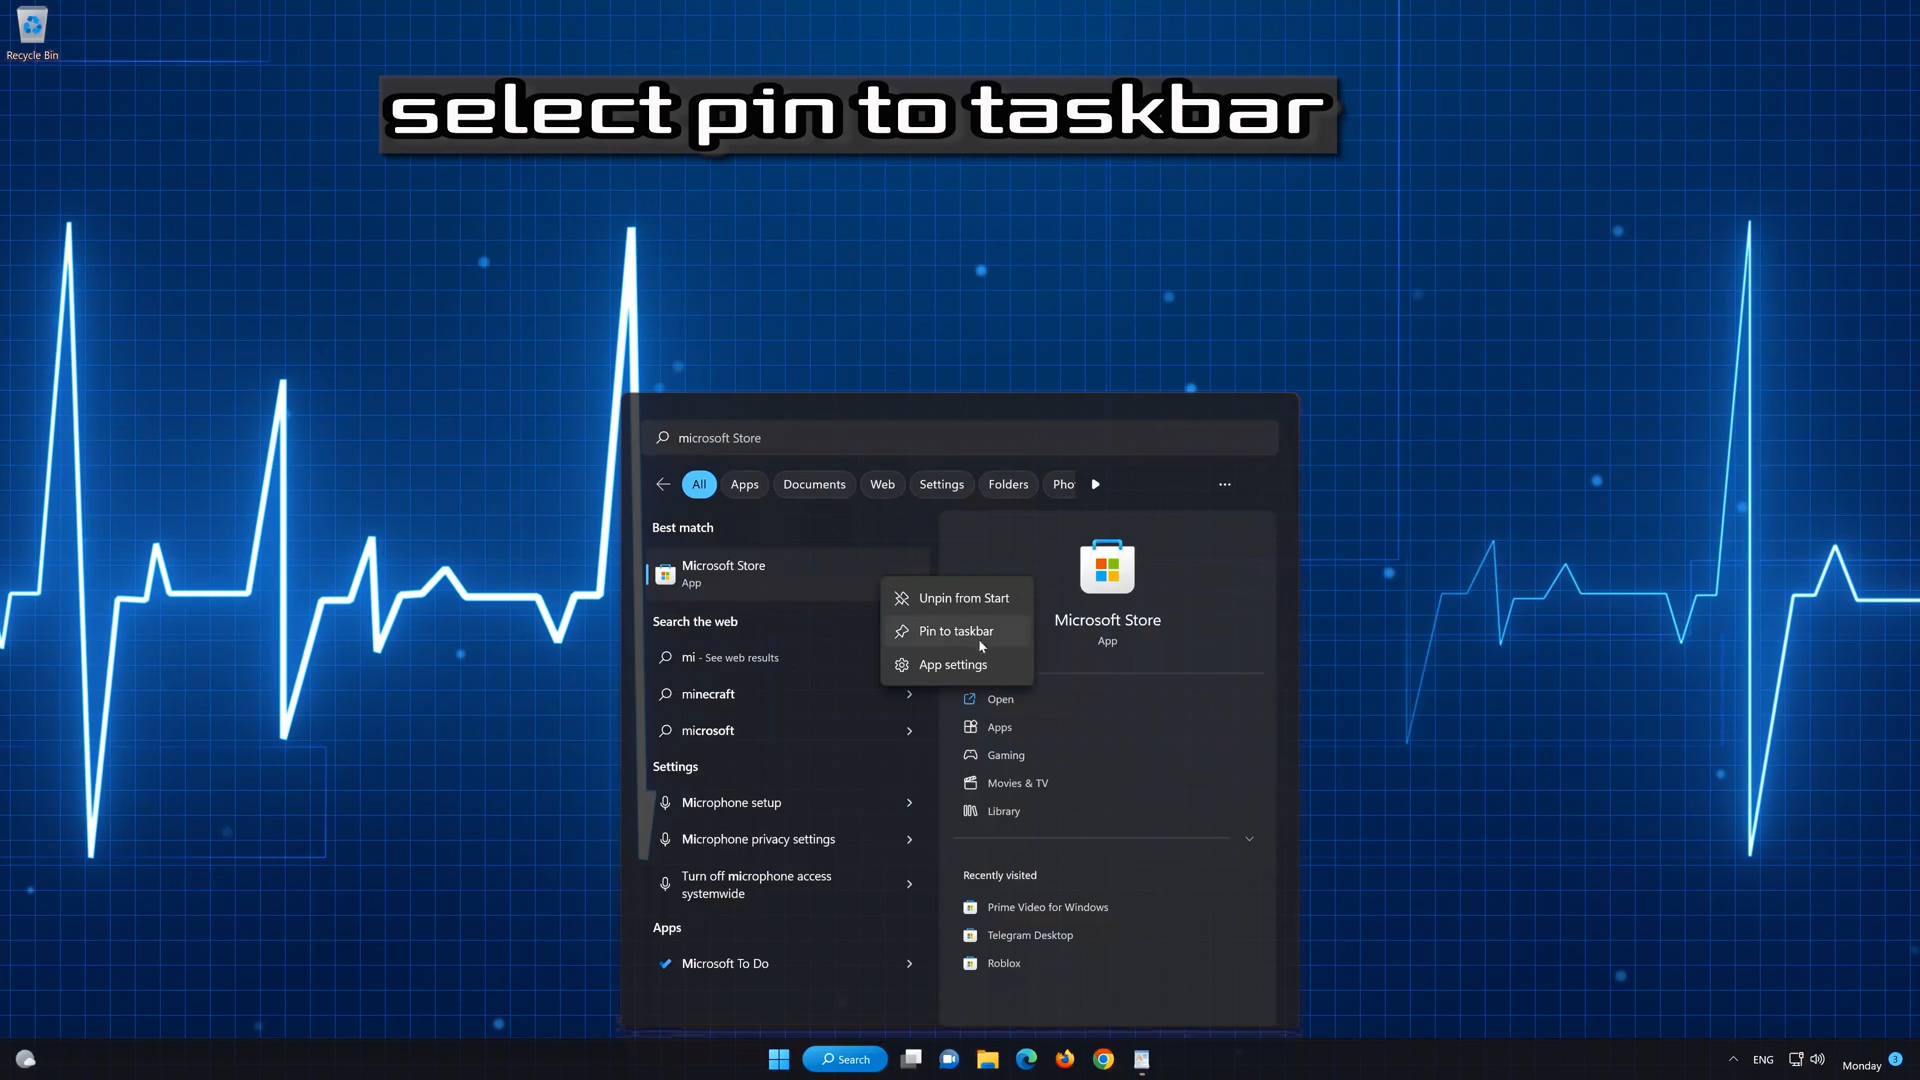 Recycle Bin
select pin to taskbar
microsoft Store
All
Apps
Documents
Web
Settings
Folders
Pho
Best match
Microsoft Store
App
Search the web
mi - See web results
minecraft
microsoft
Settings
Microphone setup
Microphone privacy settings
Turn off microphone access
systemwide
Apps
Microsoft To Do
Unpin from Start
Pin to taskbar
App settings
Microsoft Store
App
Open
Apps
Gaming
Movies & TV
Library
Recently visited
Prime Video for Windows
Telegram Desktop
Roblox
Search
ENG
Monday
3